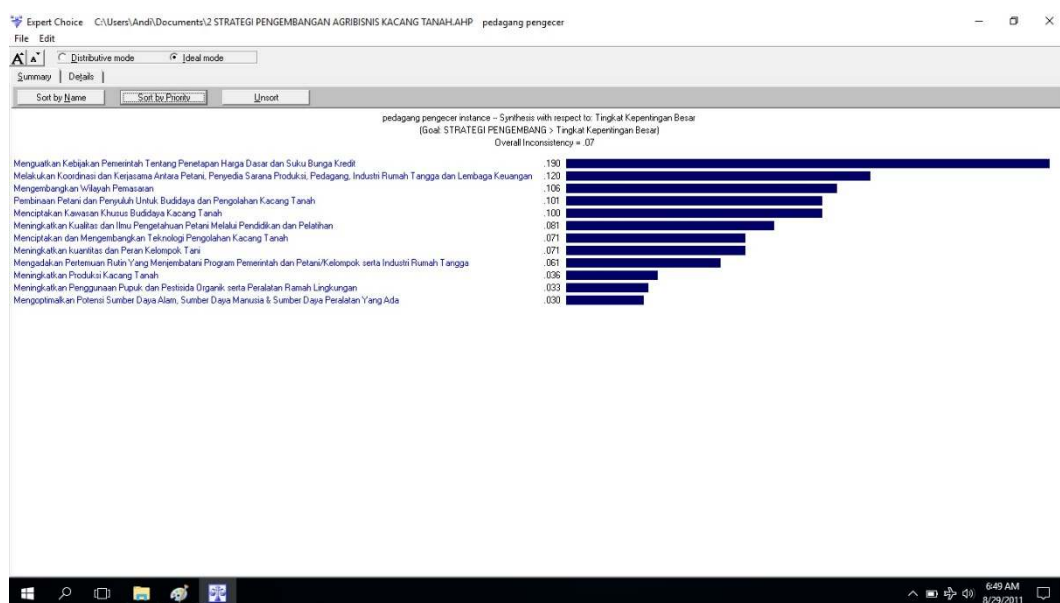 Expert Choice C:\Users\Andi\Documents\2 STRATEGI PENGEMBANGAN AGRIBISNIS KACANG TANAH.AHP pedagang pengecer
File Edit
A A Distributive mode Ideal mode
Summary Details
Sort by Name Sort by Priority Unsort
pedagang pengecer instance -- Synthesis with respect to: Tingkat Kepentingan Besar
(Goal: STRATEGI PENGEMBANG > Tingkat Kepentingan Besar)
Overall Inconsistency = .07
Menguatkan Kebijakan Pemerintah Tentang Penetapan Harga Dasar dan Suku Bunga Kredit .190
Melakukan Koordinasi dan Kerjasama Antara Petani, Penyedia Sarana Produksi, Pedagang, Industri Rumah Tangga dan Lembaga Keuangan .120
Mengembangkan Wilayah Pemasaran .106
Pembinaan Petani dan Penyuluh Untuk Budidaya dan Pengolahan Kacang Tanah .101
Menciptakan Kawasan Khusus Budidaya Kacang Tanah .100
Meningkatkan Kualitas dan Ilmu Pengetahuan Petani Melalui Pendidikan dan Pelatihan .081
Menciptakan dan Mengembangkan Teknologi Pengolahan Kacang Tanah .071
Meningkatkan kuantitas dan Peran Kelompok Tani .071
Mengadakan Pertemuan Rutin Yang Menjembatani Program Pemerintah dan Petani/Kelompok serta Industri Rumah Tangga .061
Meningkatkan Produksi Kacang Tanah .036
Meningkatkan Penggunaan Pupuk dan Pestisida Organik serta Peralatan Ramah Lingkungan .033
Mengoptimalkan Potensi Sumber Daya Alam, Sumber Daya Manusia & Sumber Daya Peralatan Yang Ada .030
6:49 AM
8/29/2011